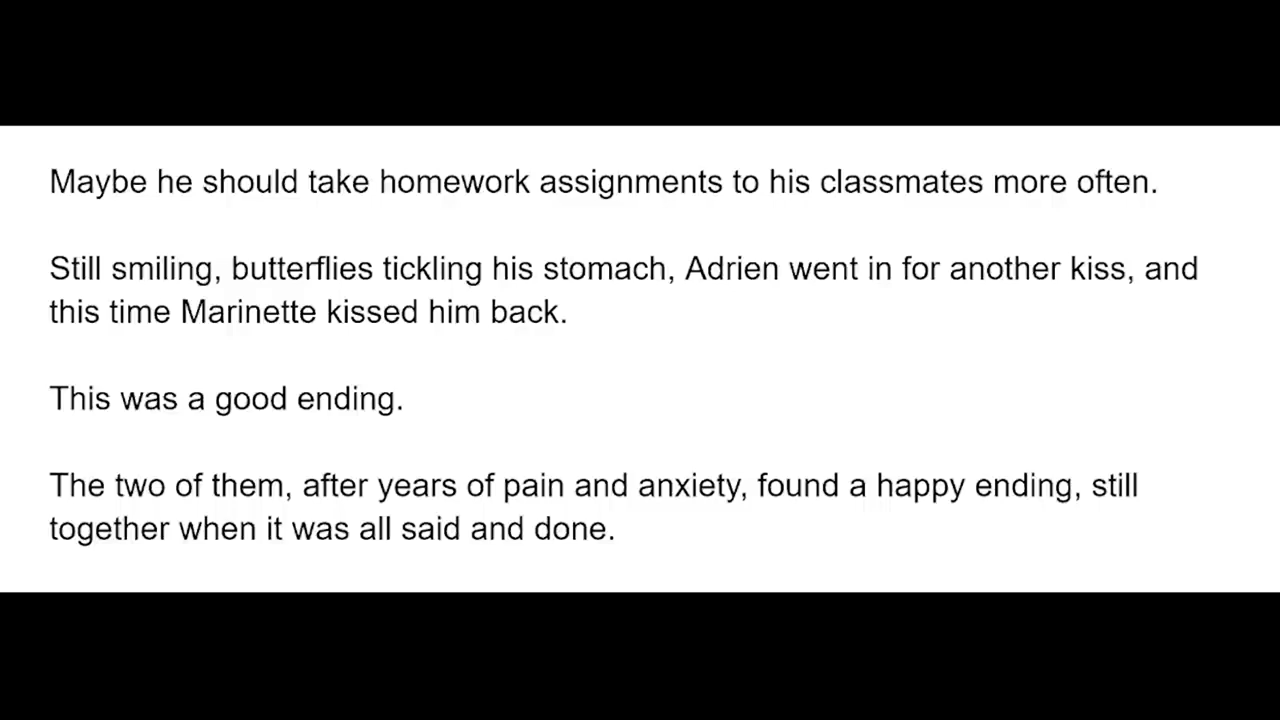 Maybe he should take homework assignments to his classmates more often.
Still smiling, butterflies tickling his stomach, Adrien went in for another kiss, and
this time Marinette kissed him back.
This was a good ending.
The two of them, after years of pain and anxiety, found a happy ending, still
together when it was all said and done.